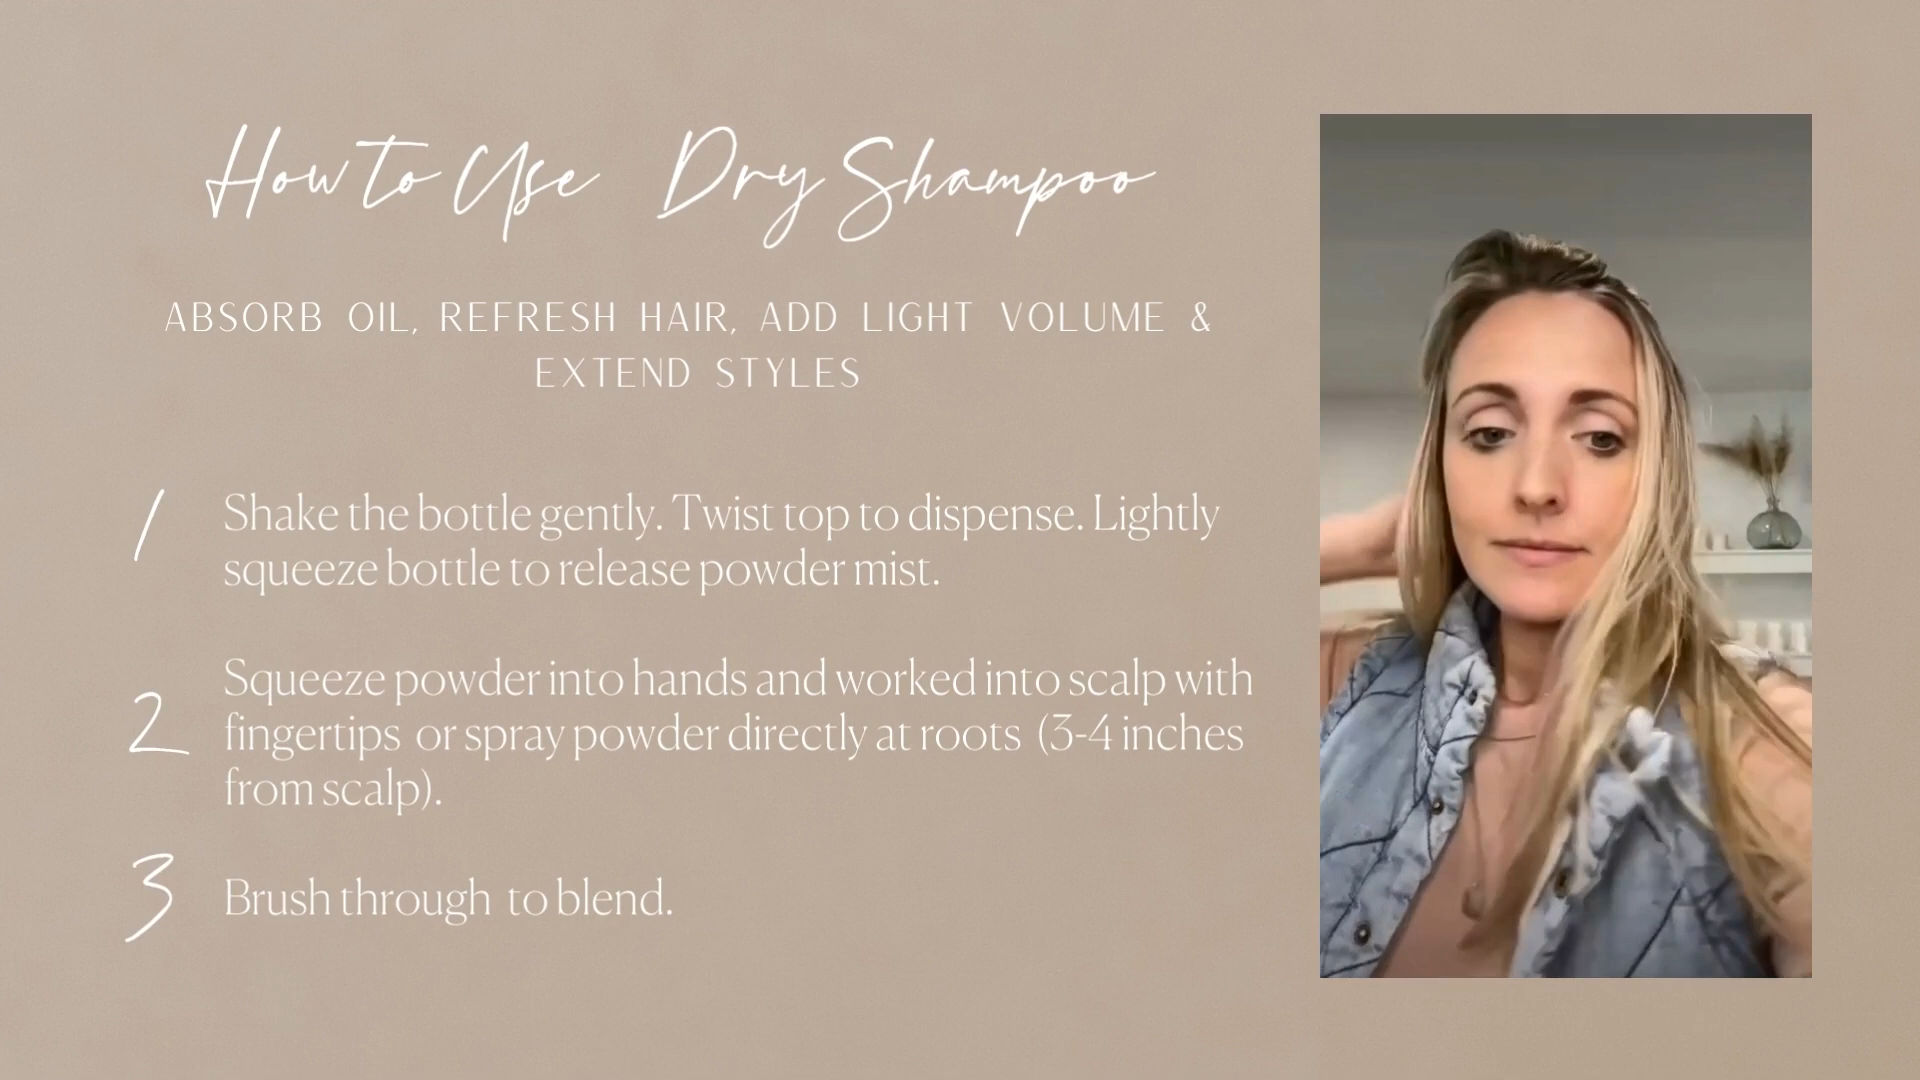 How to Use Dry Shampoo
ABSORB OIL, REFRESH HAIR, ADD LIGHT VOLUME &
EXTEND STYLES
1 Shake the bottle gently. Twist top to dispense. Lightly
squeeze bottle to release powder mist.
Squeeze powder into hands and worked into scalp with
2 fingertips or spray powder directly at roots (3-4 inches
from scalp).
3 Brush through to blend.